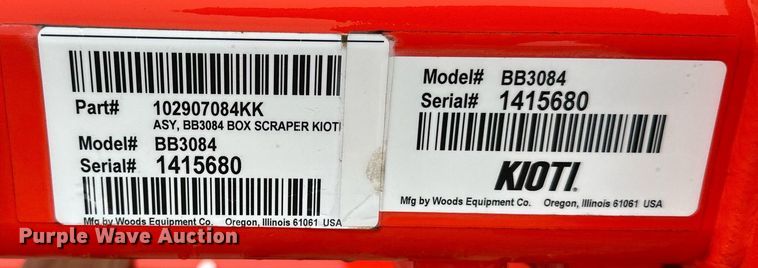 Part# 102907084KK
ASY, BB3084 BOX SCRAPER KIOTI
Model# BB3084
Serial# 1415680
Mfg by Woods Equipment Co. Oregon, Illinois 61061 USA
Model# BB3084
Serial# 1415680
KIOTI.
Mfg by Woods Equipment Co. Oregon, Illinois 61061 USA
Purple Wave Auction